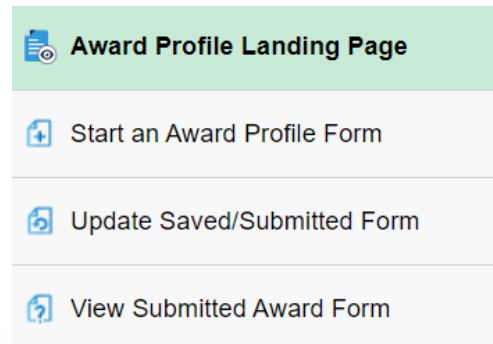 Award Profile Landing Page
Start an Award Profile Form
Update Saved/Submitted Form
View Submitted Award Form